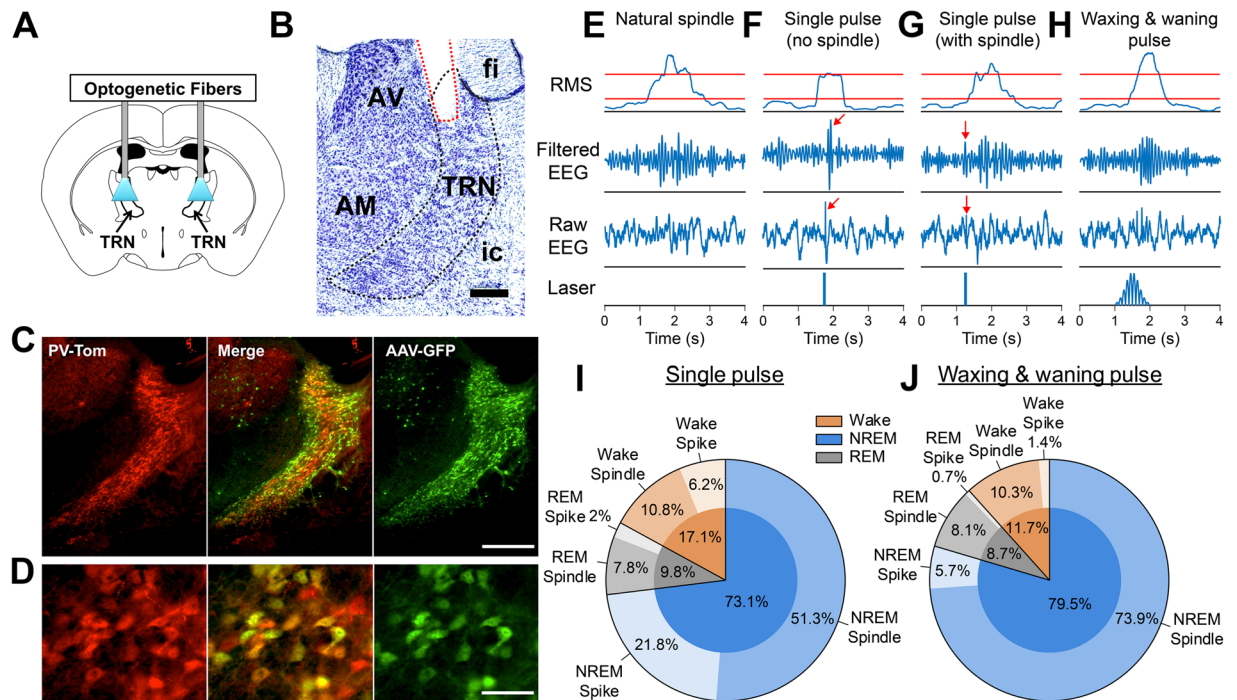 A
Optogenetic Fibers
TRN
TRN
B
AV
fi
TRN
AM
ic
C
PV-Tom
Merge
AAV-GFP
D
E
Natural spindle
F
Single pulse
(no spindle)
G
Single pulse
(with spindle)
H
Waxing & waning
pulse
RMS
Filtered
EEG
Raw
EEG
Laser
0 1 2 3 4
Time (s)
0 1 2 3 4
Time (s)
0 1 2 3 4
Time (s)
0 1 2 3 4
Time (s)
I
Single pulse
Wake
NREM
REM
Wake
Spike
6.2%
Wake
Spindle
10.8%
17.1%
REM
Spike 2%
REM
Spindle
7.8%
9.8%
73.1%
51.3%
NREM
Spindle
21.8%
NREM
Spike
J
Waxing & waning pulse
Wake
Spike
1.4%
Wake
Spindle
10.3%
11.7%
REM
Spike
0.7%
REM
Spindle
8.1%
8.7%
NREM
Spike
5.7%
79.5%
73.9%
NREM
Spindle